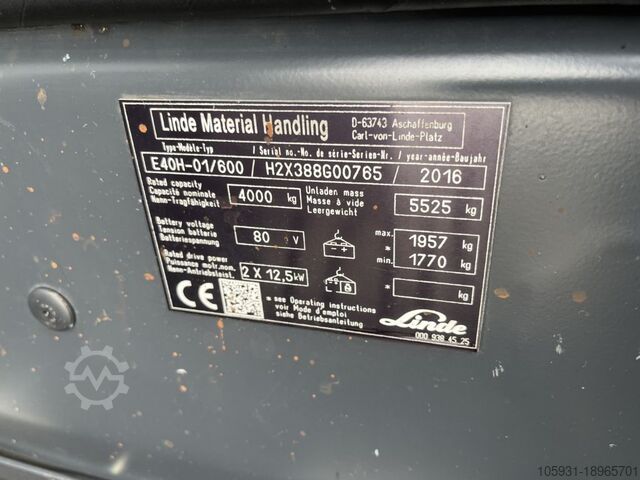 Linde Material Handling
D-63743 Aschaffenburg
Carl-von-Linde-Platz
Type-Modèle-Typ / Serial no.-No. de série-Serien-Nr. / year-année-Baujahr
E40H-01/600 / H2X388G00765 / 2016
Rated capacity
Capacité nominale
Nenn-Tragfähigkeit
4000 kg
Unladen mass
Masse à vide
Leergewicht
5525 kg
Battery voltage
Tension batterie
Batteriespannung
80 V
- +
max. 1957 kg
*
min. 1770 kg
Rated drive power
Puissance motr.nom.
Nenn-Antriebsleist.
2 X 12,5 kW
* kg
CE
* see Operating instructions
voir Mode d'emploi
siehe Betriebsanleitung
Linde
000 938 45 25
105931-18965701